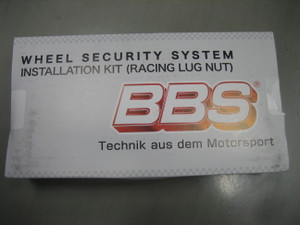 WHEEL SECURITY SYSTEM
INSTALLATION KIT (RACING LUG NUT)
BBS®
Technik aus dem Motorsport